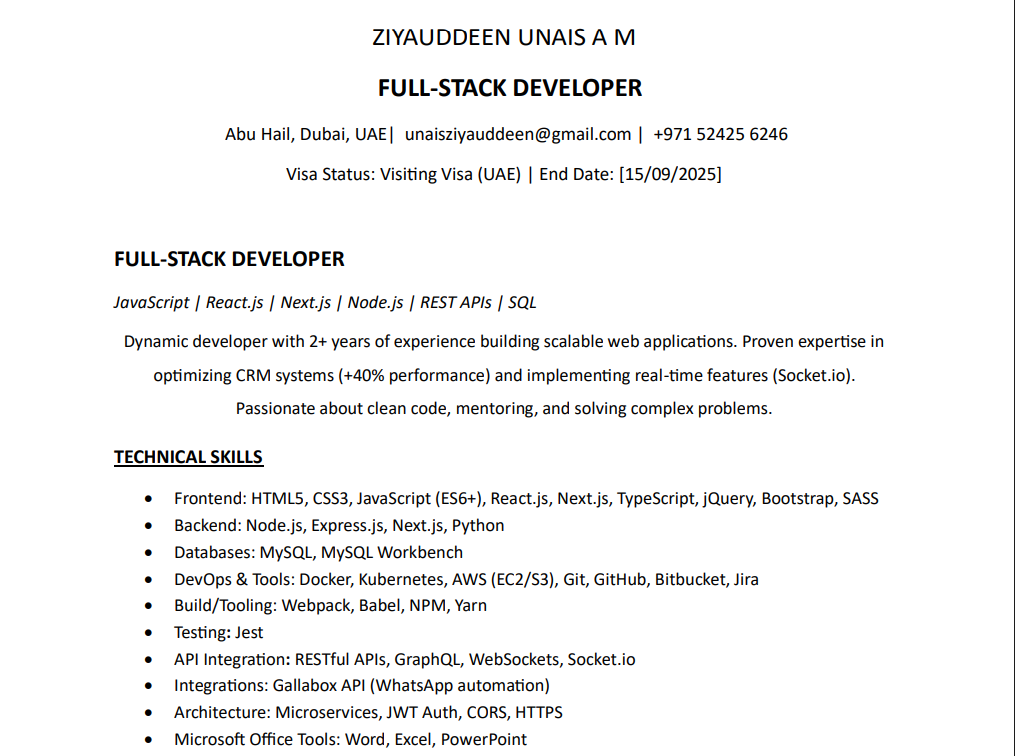 ZIYAUDDEEN UNAIS A M
FULL-STACK DEVELOPER
Abu Hail, Dubai, UAE| unaisziyauddeen@gmail.com | +971 52425 6246
Visa Status: Visiting Visa (UAE) | End Date: [15/09/2025]
FULL-STACK DEVELOPER
JavaScript | React.js | Next.js | Node.js | REST APIs | SQL
Dynamic developer with 2+ years of experience building scalable web applications. Proven expertise in
optimizing CRM systems (+40% performance) and implementing real-time features (Socket.io).
Passionate about clean code, mentoring, and solving complex problems.
TECHNICAL SKILLS
• Frontend: HTML5, CSS3, JavaScript (ES6+), React.js, Next.js, TypeScript, jQuery, Bootstrap, SASS
• Backend: Node.js, Express.js, Next.js, Python
• Databases: MySQL, MySQL Workbench
• DevOps & Tools: Docker, Kubernetes, AWS (EC2/S3), Git, GitHub, Bitbucket, Jira
• Build/Tooling: Webpack, Babel, NPM, Yarn
• Testing: Jest
• API Integration: RESTful APIs, GraphQL, WebSockets, Socket.io
• Integrations: Gallabox API (WhatsApp automation)
• Architecture: Microservices, JWT Auth, CORS, HTTPS
• Microsoft Office Tools: Word, Excel, PowerPoint